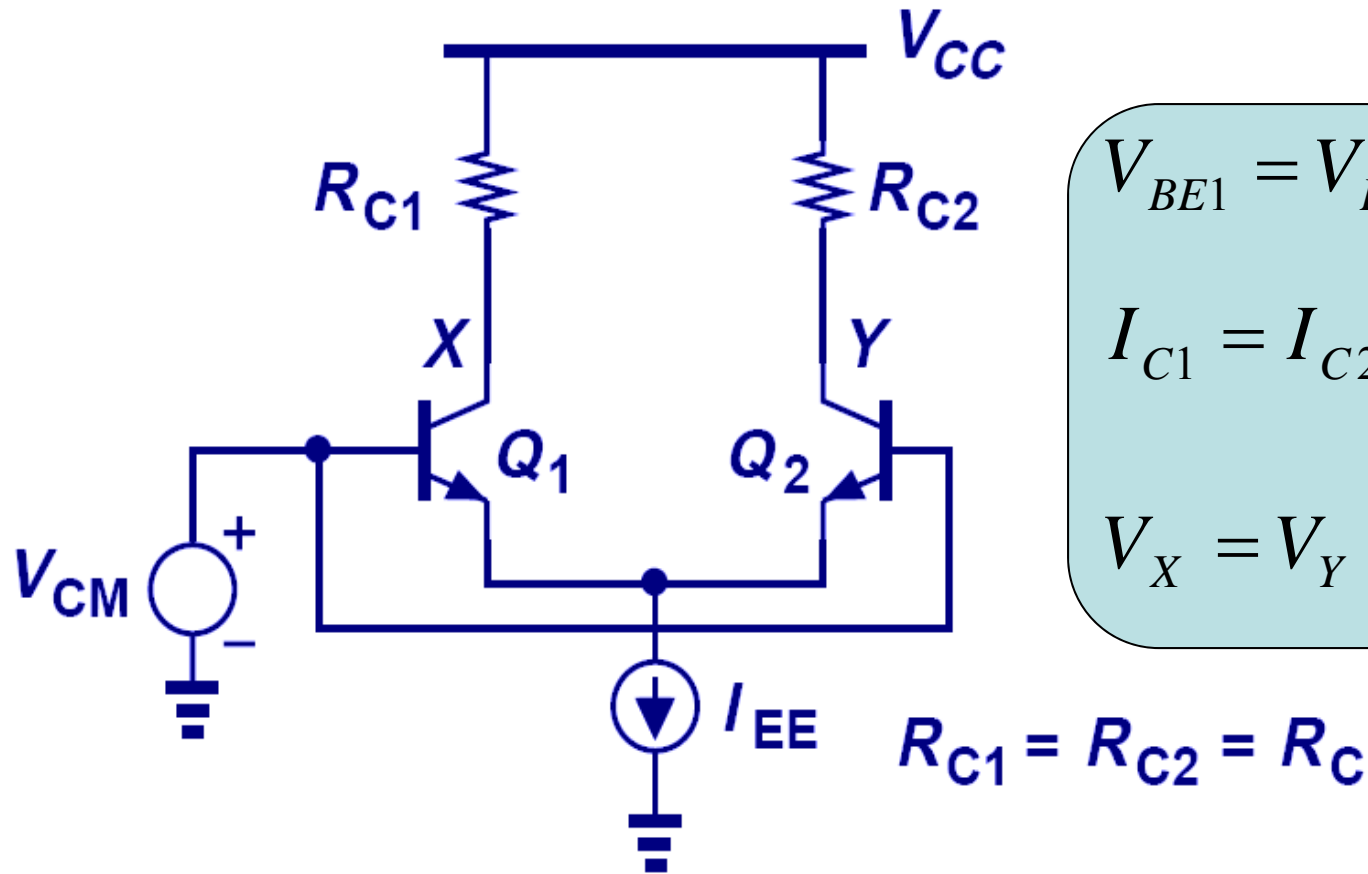 V_CC
R_C1
R_C2
X
Y
Q_1
Q_2
V_CM
+
−
I_EE
R_C1 = R_C2 = R_C
V_BE1 = V
I_C1 = I_C2
V_X = V_Y